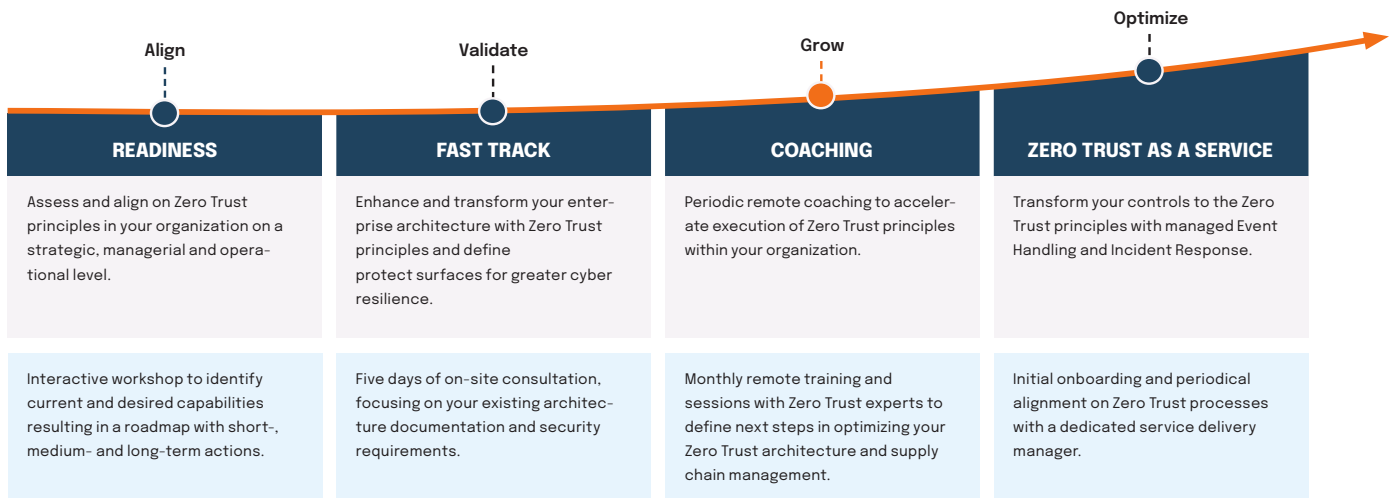 Optimize
Grow
Align
Validate
READINESS
FAST TRACK
COACHING
ZERO TRUST AS A SERVICE
Assess and align on Zero Trust
principles in your organization on a
strategic, managerial and opera-
tional level.
Enhance and transform your enter-
prise architecture with Zero Trust
principles and define
protect surfaces for greater cyber
resilience.
Periodic remote coaching to acceler-
ate execution of Zero Trust principles
within your organization.
Transform your controls to the Zero
Trust principles with managed Event
Handling and Incident Response.
Interactive workshop to identify
current and desired capabilities
resulting in a roadmap with short-,
medium- and long-term actions.
Five days of on-site consultation,
focusing on your existing architec-
ture documentation and security
requirements.
Monthly remote training and
sessions with Zero Trust experts to
define next steps in optimizing your
Zero Trust architecture and supply
chain management.
Initial onboarding and periodical
alignment on Zero Trust processes
with a dedicated service delivery
manager.